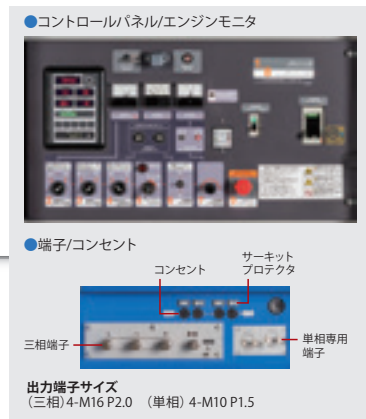 ●コントロールパネル/エンジンモニタ
●端子/コンセント
コンセント
サーキット
プロテクタ
三相端子
単相専用
端子
出力端子サイズ
(三相)4-M16 P2.0 (単相) 4-M10 P1.5